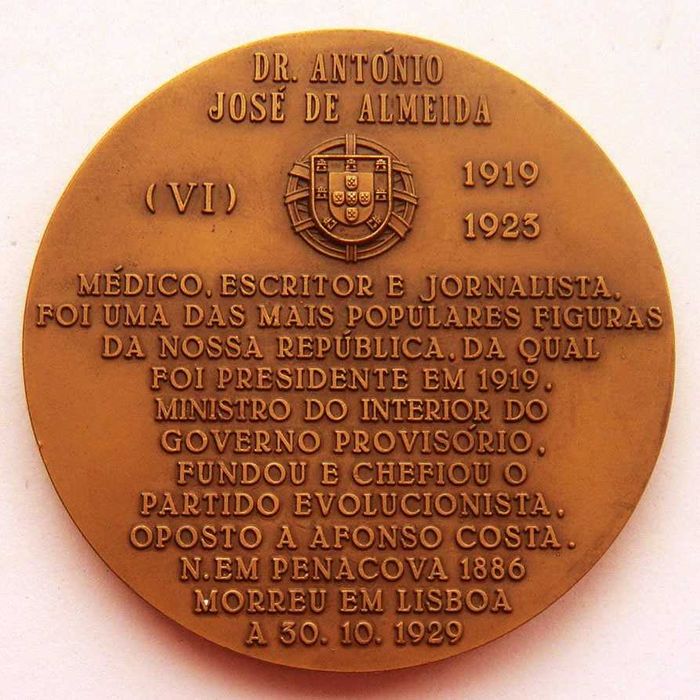 DR. ANTÓNIO
JOSÉ DE ALMEIDA
(VI)
1919
1923
MÉDICO, ESCRITOR E JORNALISTA,
FOI UMA DAS MAIS POPULARES FIGURAS
DA NOSSA REPÚBLICA, DA QUAL
FOI PRESIDENTE EM 1919.
MINISTRO DO INTERIOR DO
GOVERNO PROVISÓRIO,
FUNDOU E CHEFIOU O
PARTIDO EVOLUCIONISTA,
OPOSTO A AFONSO COSTA.
N. EM PENACOVA 1886
MORREU EM LISBOA
A 30. 10. 1929